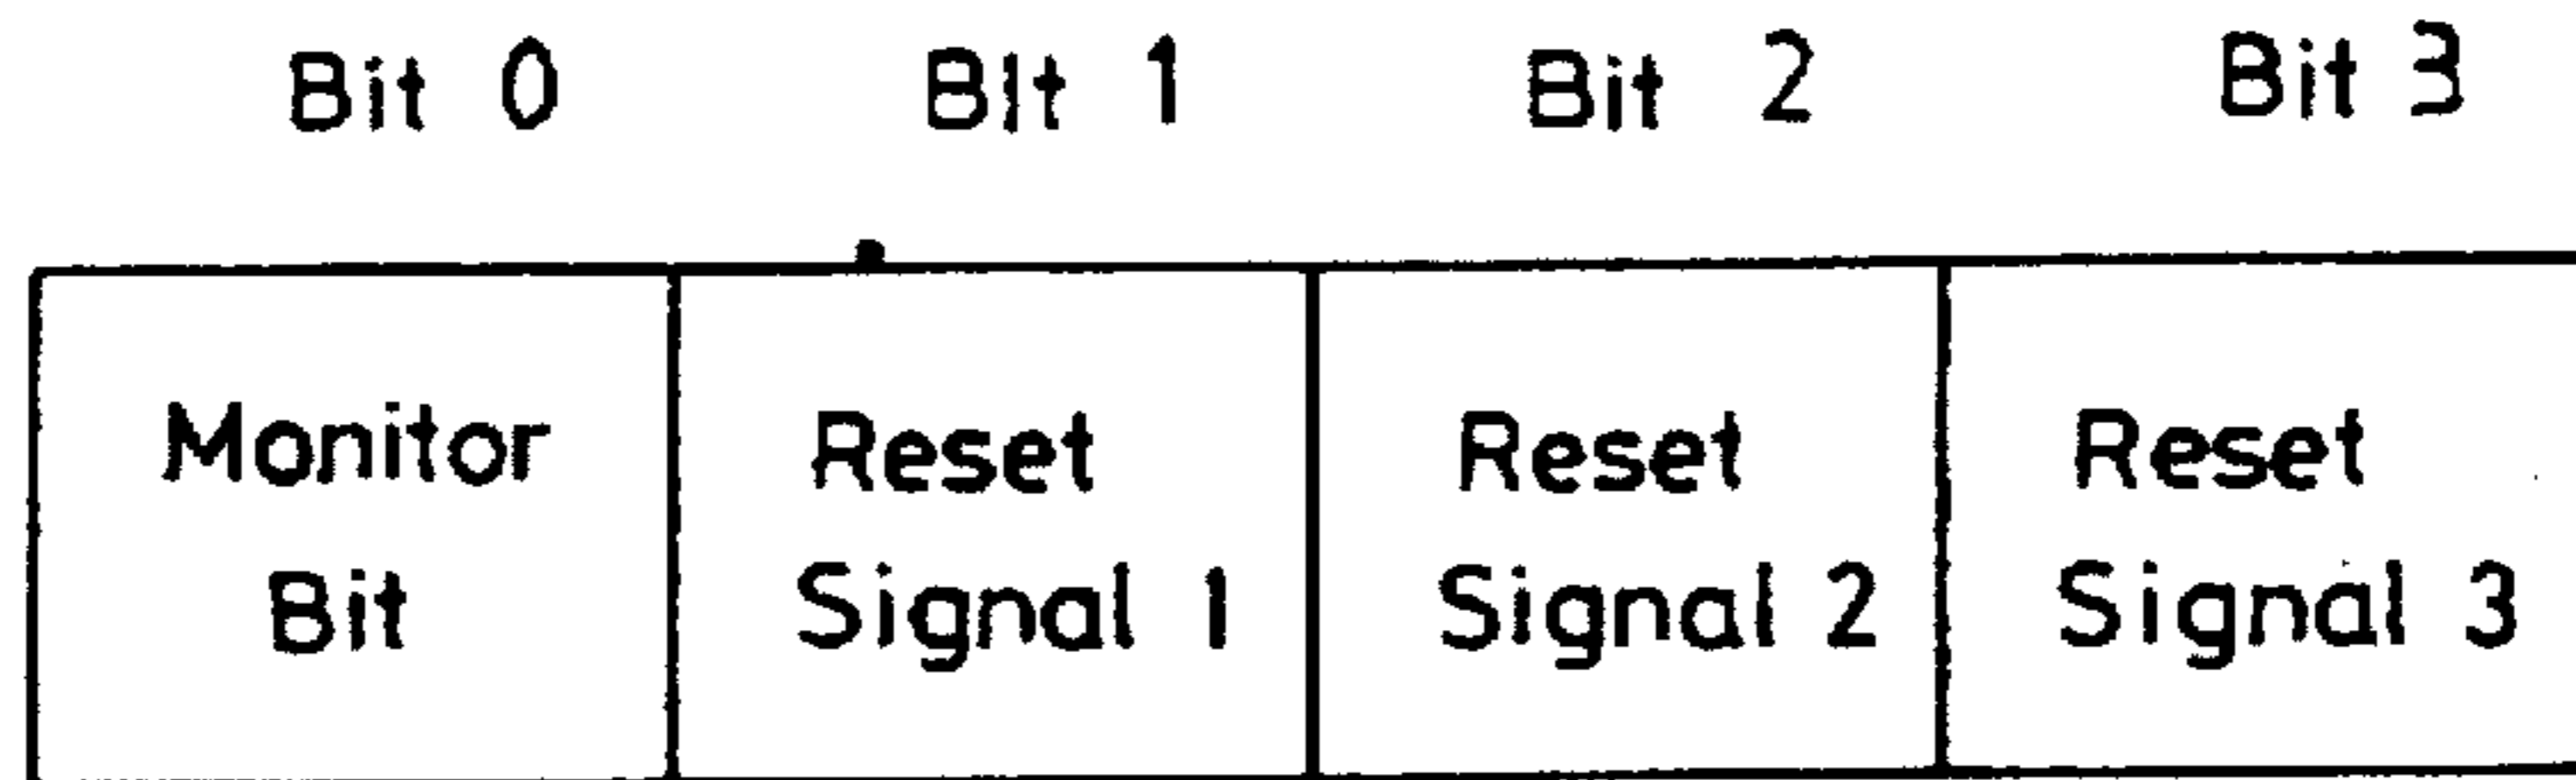 Bit 0 Bit 1 Bit 2 Bit 3
Monitor Reset Reset Reset
Bit Signal 1 Signal 2 Signal 3